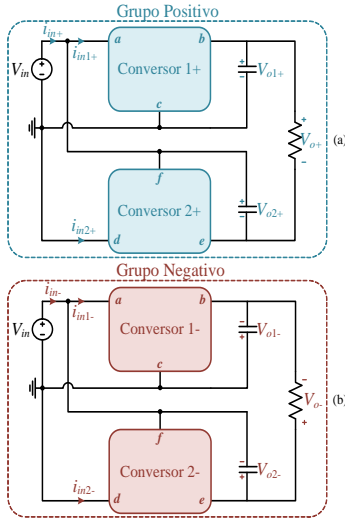 Grupo Positivo
i_in+
i_in1+
a
b
Conversor 1+
c
V_in
V_o1+
V_o+
(a)
f
Conversor 2+
V_o2+
i_in2+
d
e
Grupo Negativo
i_in-
i_in1-
a
b
Conversor 1-
c
V_in
V_o1-
V_o-
(b)
f
Conversor 2-
V_o2-
i_in2-
d
e